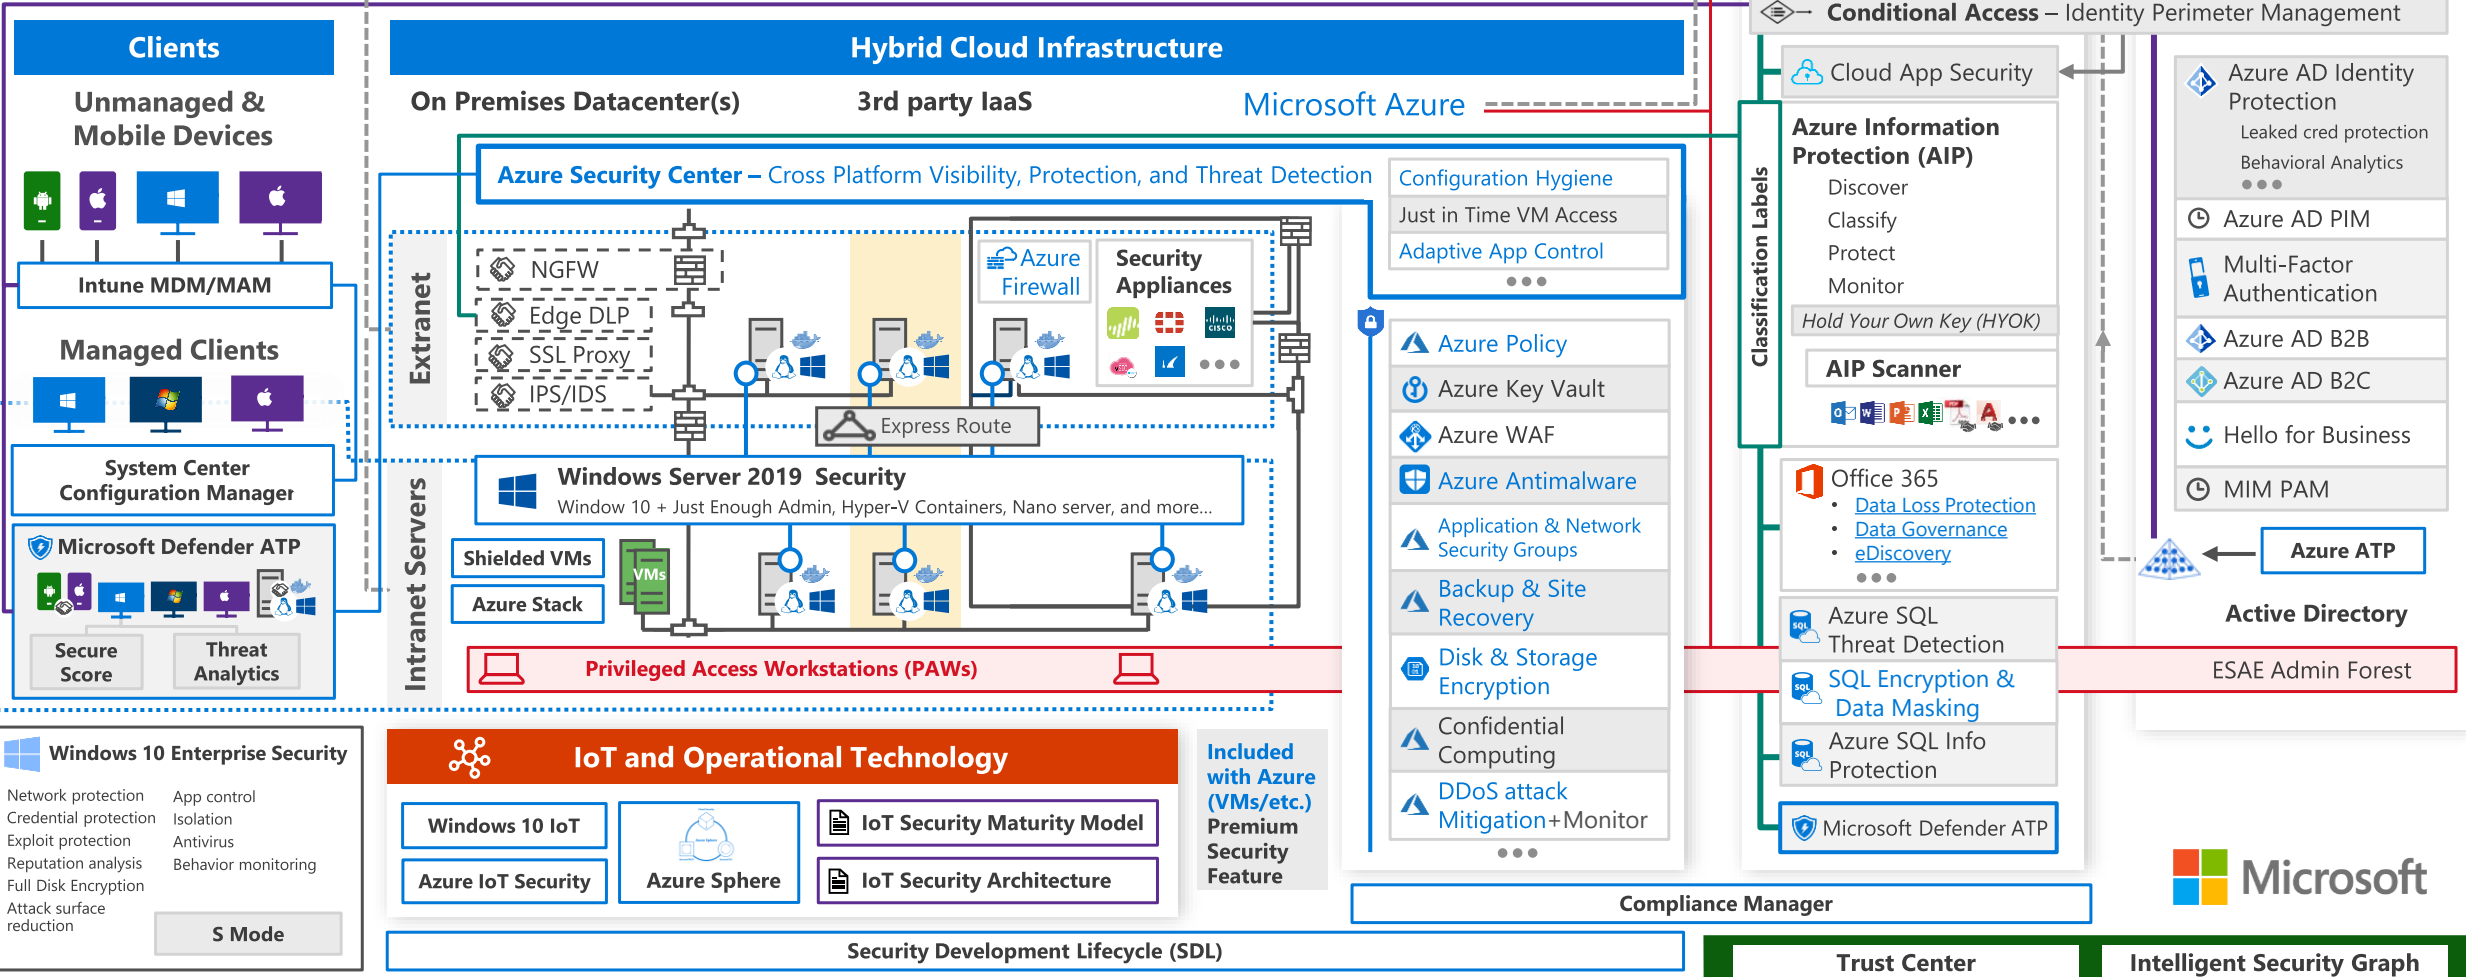 Conditional Access – Identity Perimeter Management
Clients
Unmanaged &
Mobile Devices
Intune MDM/MAM
Managed Clients
System Center
Configuration Manager
Microsoft Defender ATP
Secure
Score
Threat
Analytics
Windows 10 Enterprise Security
Network protection
Credential protection
Exploit protection
Reputation analysis
Full Disk Encryption
Attack surface
reduction
App control
Isolation
Antivirus
Behavior monitoring
S Mode
Hybrid Cloud Infrastructure
On Premises Datacenter(s)
3rd party IaaS
Microsoft Azure
Azure Security Center – Cross Platform Visibility, Protection, and Threat Detection
Configuration Hygiene
Just in Time VM Access
Adaptive App Control
Extranet
NGFW
Edge DLP
SSL Proxy
IPS/IDS
Azure
Firewall
Security
Appliances
CISCO
Express Route
Intranet Servers
Windows Server 2019 Security
Window 10 + Just Enough Admin, Hyper-V Containers, Nano server, and more...
Shielded VMs
Azure Stack
VMs
Privileged Access Workstations (PAWs)
Azure Policy
Azure Key Vault
Azure WAF
Azure Antimalware
Application & Network
Security Groups
Backup & Site
Recovery
Disk & Storage
Encryption
Confidential
Computing
DDoS attack
Mitigation+Monitor
IoT and Operational Technology
Windows 10 IoT
Azure IoT Security
Azure Sphere
IoT Security Maturity Model
IoT Security Architecture
Included
with Azure
(VMs/etc.)
Premium
Security
Feature
Compliance Manager
Security Development Lifecycle (SDL)
Cloud App Security
Classification Labels
Azure Information
Protection (AIP)
Discover
Classify
Protect
Monitor
Hold Your Own Key (HYOK)
AIP Scanner
Office 365
• Data Loss Protection
• Data Governance
• eDiscovery
SQL
Azure SQL
Threat Detection
SQL
SQL Encryption &
Data Masking
SQL
Azure SQL Info
Protection
Microsoft Defender ATP
Azure AD Identity
Protection
Leaked cred protection
Behavioral Analytics
Azure AD PIM
Multi-Factor
Authentication
Azure AD B2B
Azure AD B2C
Hello for Business
MIM PAM
Azure ATP
Active Directory
ESAE Admin Forest
Microsoft
Trust Center
Intelligent Security Graph